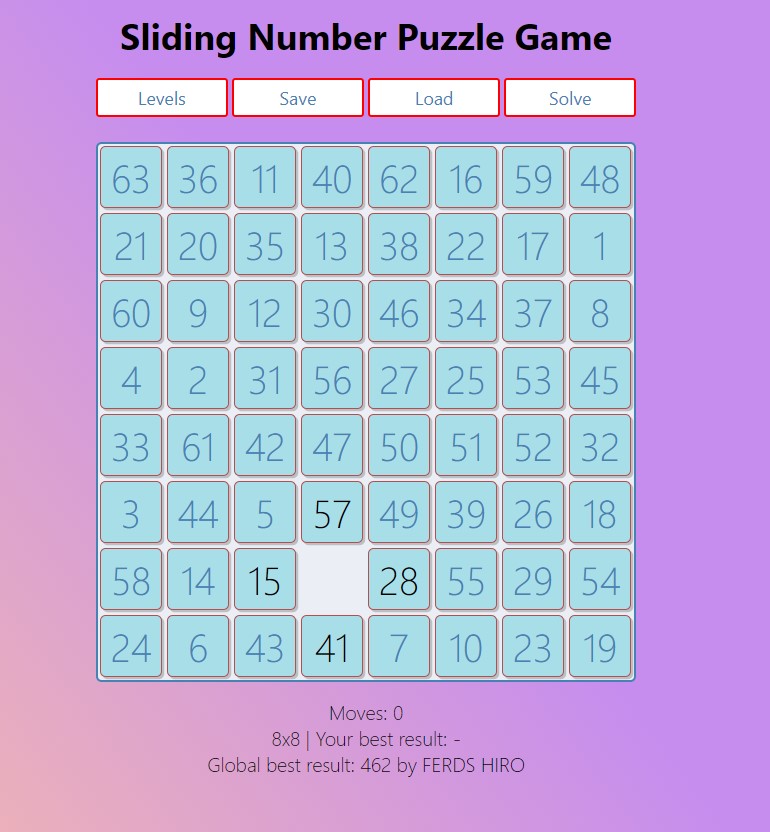 Sliding Number Puzzle Game
Levels Save Load Solve
63 36 11 40 62 16 59 48
21 20 35 13 38 22 17 1
60 9 12 30 46 34 37 8
4 2 31 56 27 25 53 45
33 61 42 47 50 51 52 32
3 44 5 57 49 39 26 18
58 14 15 28 55 29 54
24 6 43 41 7 10 23 19
Moves: 0
8x8 | Your best result: -
Global best result: 462 by FERDS HIRO